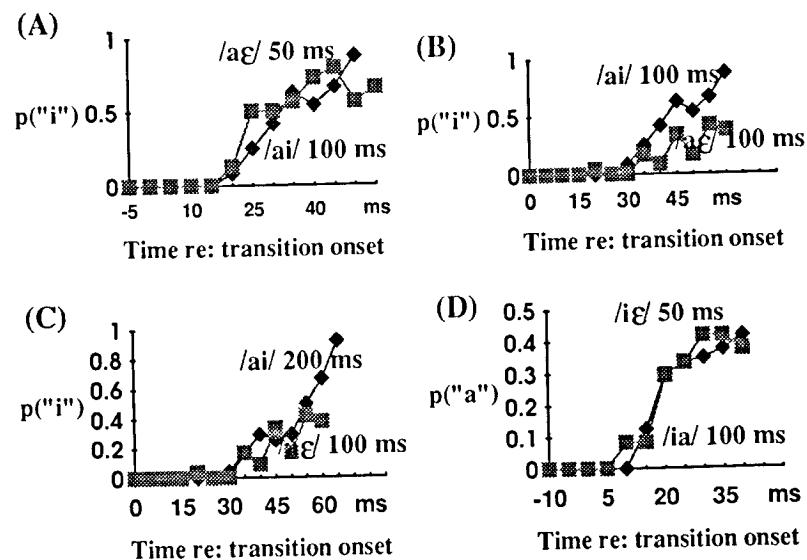 (A)
/aɛ/ 50 ms
p("i")
1
0.5
0
/ai/ 100 ms
-5 10 25 40 ms
Time re: transition onset
(B)
/ai/ 100 ms
p("i")
1
0.5
0
/aɛ/ 100 ms
0 15 30 45 ms
Time re: transition onset
(C)
/ai/ 200 ms
p("i")
1
0.8
0.6
0.4
0.2
0
/aɛ/ 100 ms
0 15 30 45 60 ms
Time re: transition onset
(D)
/iɛ/ 50 ms
p("a")
0.5
0.4
0.3
0.2
0.1
0
/ia/ 100 ms
-10 5 20 35 ms
Time re: transition onset